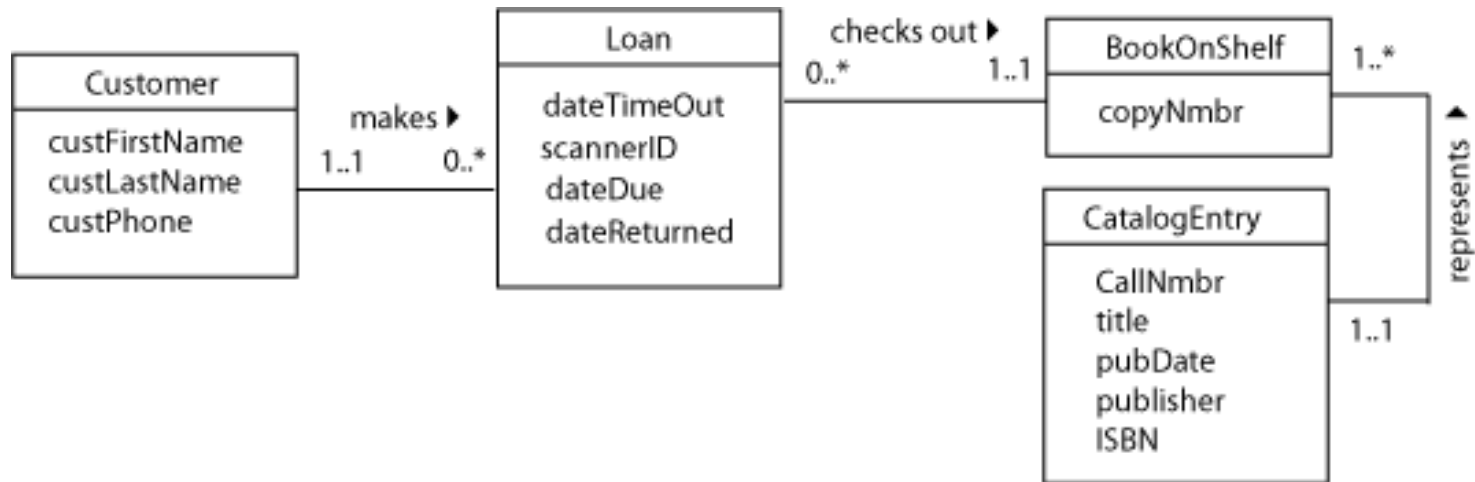 Customer
custFirstName
custLastName
custPhone
makes
1..1
0..*
Loan
dateTimeOut
scannerID
dateDue
dateReturned
checks out
0..*
1..1
BookOnShelf
copyNmbr
1..*
represents
1..1
CatalogEntry
CallNmbr
title
pubDate
publisher
ISBN